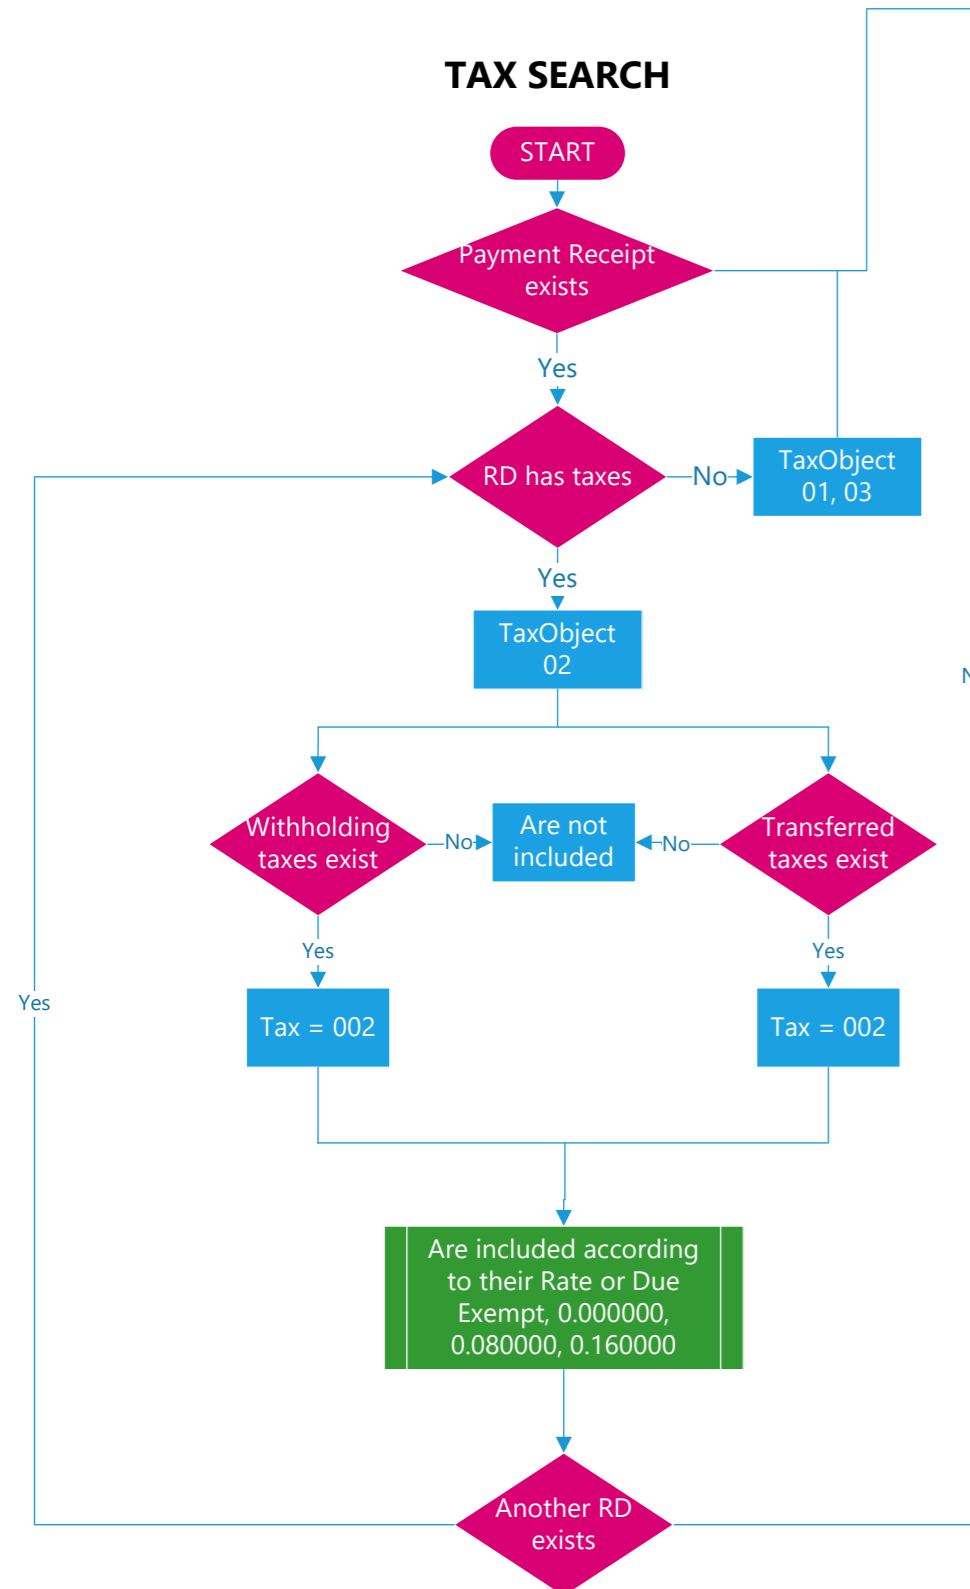 TAX SEARCH
START
Payment Receipt
exists
Yes
RD has taxes
No
TaxObject
01, 03
Yes
TaxObject
02
Withholding
taxes exist
No
Are not
included
No
Transferred
taxes exist
Yes
Yes
Yes
Tax = 002
Tax = 002
Are included according
to their Rate or Due
Exempt, 0.000000,
0.080000, 0.160000
Another RD
exists